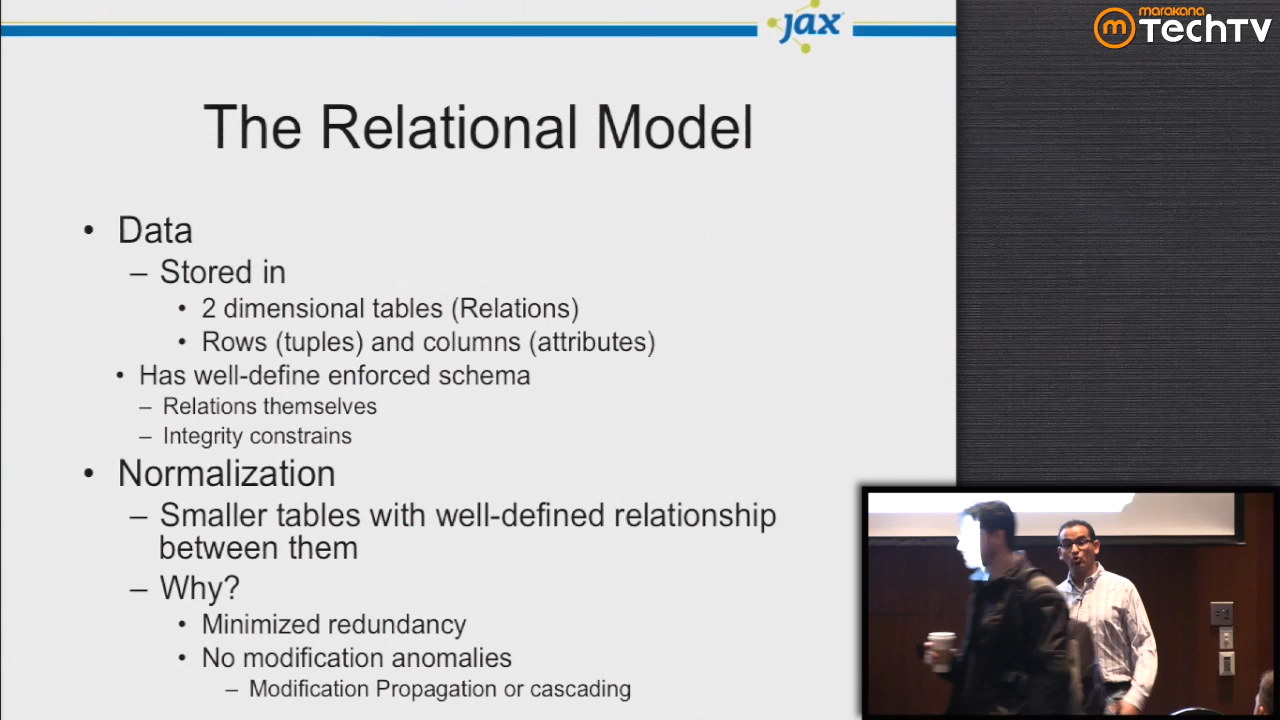 jax
marakana
m TechTV
The Relational Model
• Data
– Stored in
• 2 dimensional tables (Relations)
• Rows (tuples) and columns (attributes)
• Has well-define enforced schema
– Relations themselves
– Integrity constrains
• Normalization
– Smaller tables with well-defined relationship
between them
– Why?
• Minimized redundancy
• No modification anomalies
– Modification Propagation or cascading